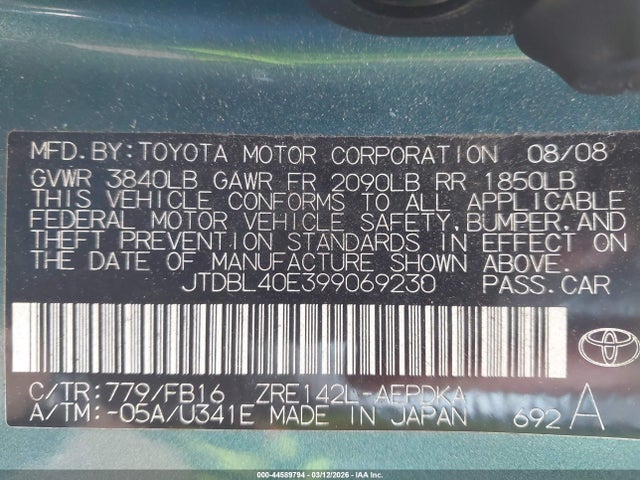 MFD.BY:TOYOTA MOTOR CORPORATION 08/08
GVWR 3840LB GAWR FR 2090LB RR 1850LB
THIS VEHICLE CONFORMS TO ALL APPLICABLE
FEDERAL MOTOR VEHICLE SAFETY,BUMPER,AND
THEFT PREVENTION STANDARDS IN EFFECT ON
THE DATE OF MANUFACTURE SHOWN ABOVE.
JTDBL40E399069230 PASS.CAR
C/TR:779/FB16 ZRE142L-AEPDKA
A/TM:-05A/U341E MADE IN JAPAN 692 A
000-44589794 - 03/12/2026 - IAA Inc.